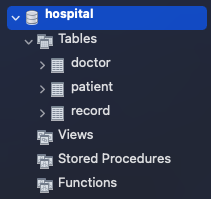 hospital
Tables
doctor
patient
record
Views
Stored Procedures
Functions